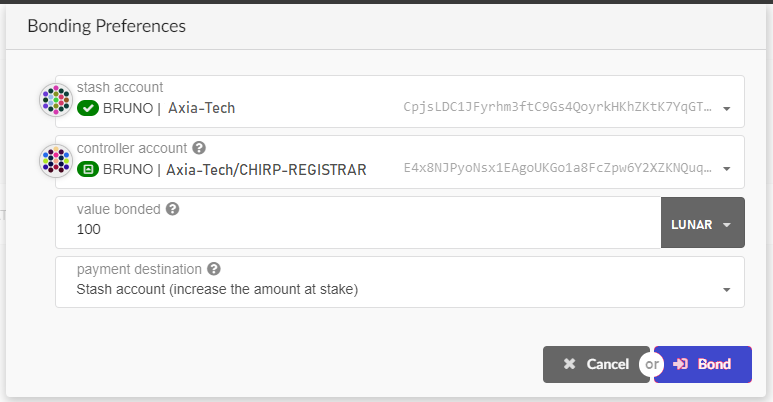 Bonding Preferences
stash account
BRUNO | Axia-Tech CpjsLDC1JFyrhm3ftC9Gs4QoyrkHKhZKtK7YqGT…
controller account
BRUNO | Axia-Tech/CHIRP-REGISTRAR E4x8NJPyoNsx1EAgoUKGo1a8FcZpw6Y2XZKNQuq…
value bonded
100 LUNAR
payment destination
Stash account (increase the amount at stake)
Cancel or Bond